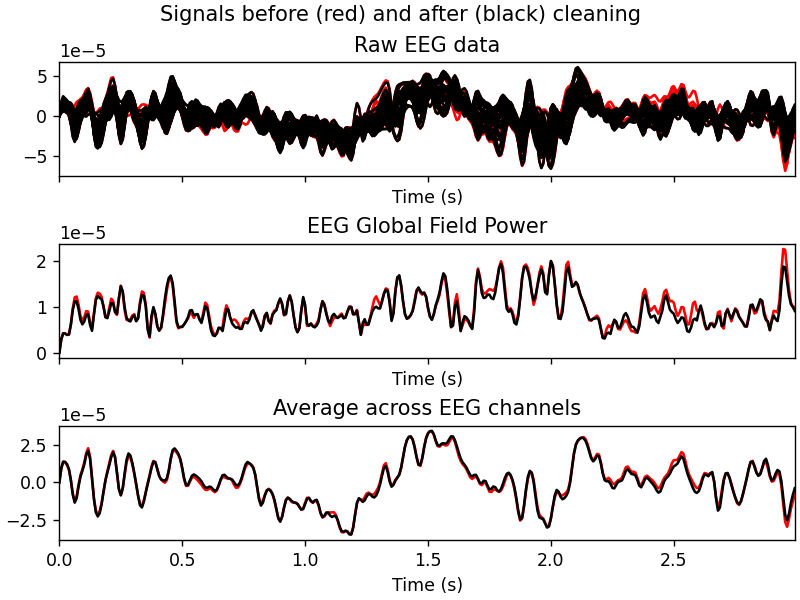 Signals before (red) and after (black) cleaning
Raw EEG data
1e−5
5
0
−5
Time (s)
EEG Global Field Power
1e−5
2
1
0
Time (s)
Average across EEG channels
1e−5
2.5
0.0
−2.5
0.0 0.5 1.0 1.5 2.0 2.5
Time (s)